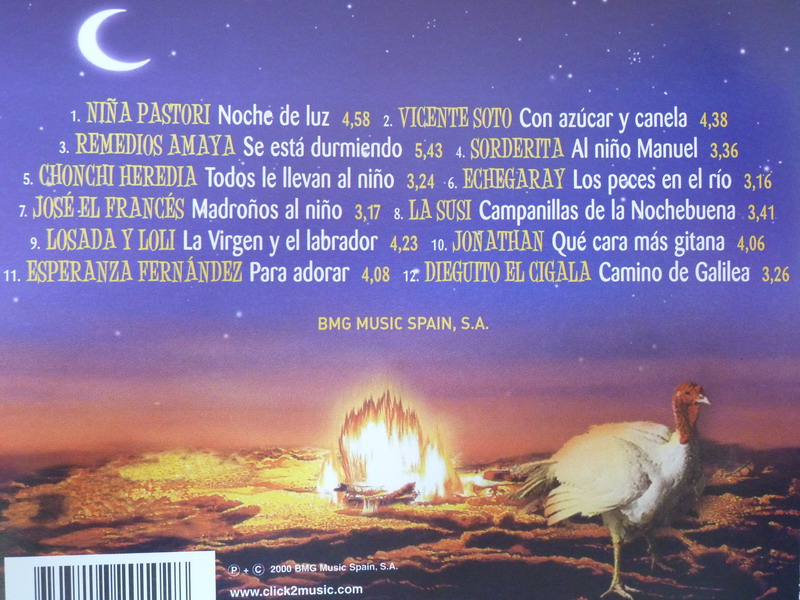 1. NIÑA PASTORI Noche de luz 4,58 2. VICENTE SOTO Con azúcar y canela 4,38
3. REMEDIOS AMAYA Se está durmiendo 5,43 4. SORDERITA Al niño Manuel 3,36
5. CHONCHI HEREDIA Todos le llevan al niño 3,24 6. ECHEGARAY Los peces en el río 3,16
7. JOSÉ EL FRANCÉS Madroños al niño 3,17 8. LA SUSI Campanillas de la Nochebuena 3,41
9. LOSADA Y LOLI La Virgen y el labrador 4,23 10. JONATHAN Qué cara más gitana 4,06
11. ESPERANZA FERNÁNDEZ Para adorar 4,08 12. DIEGUITO EL CIGALA Camino de Galilea 3,26
BMG MUSIC SPAIN, S.A.
℗ + © 2000 BMG Music Spain, S.A.
www.click2music.com